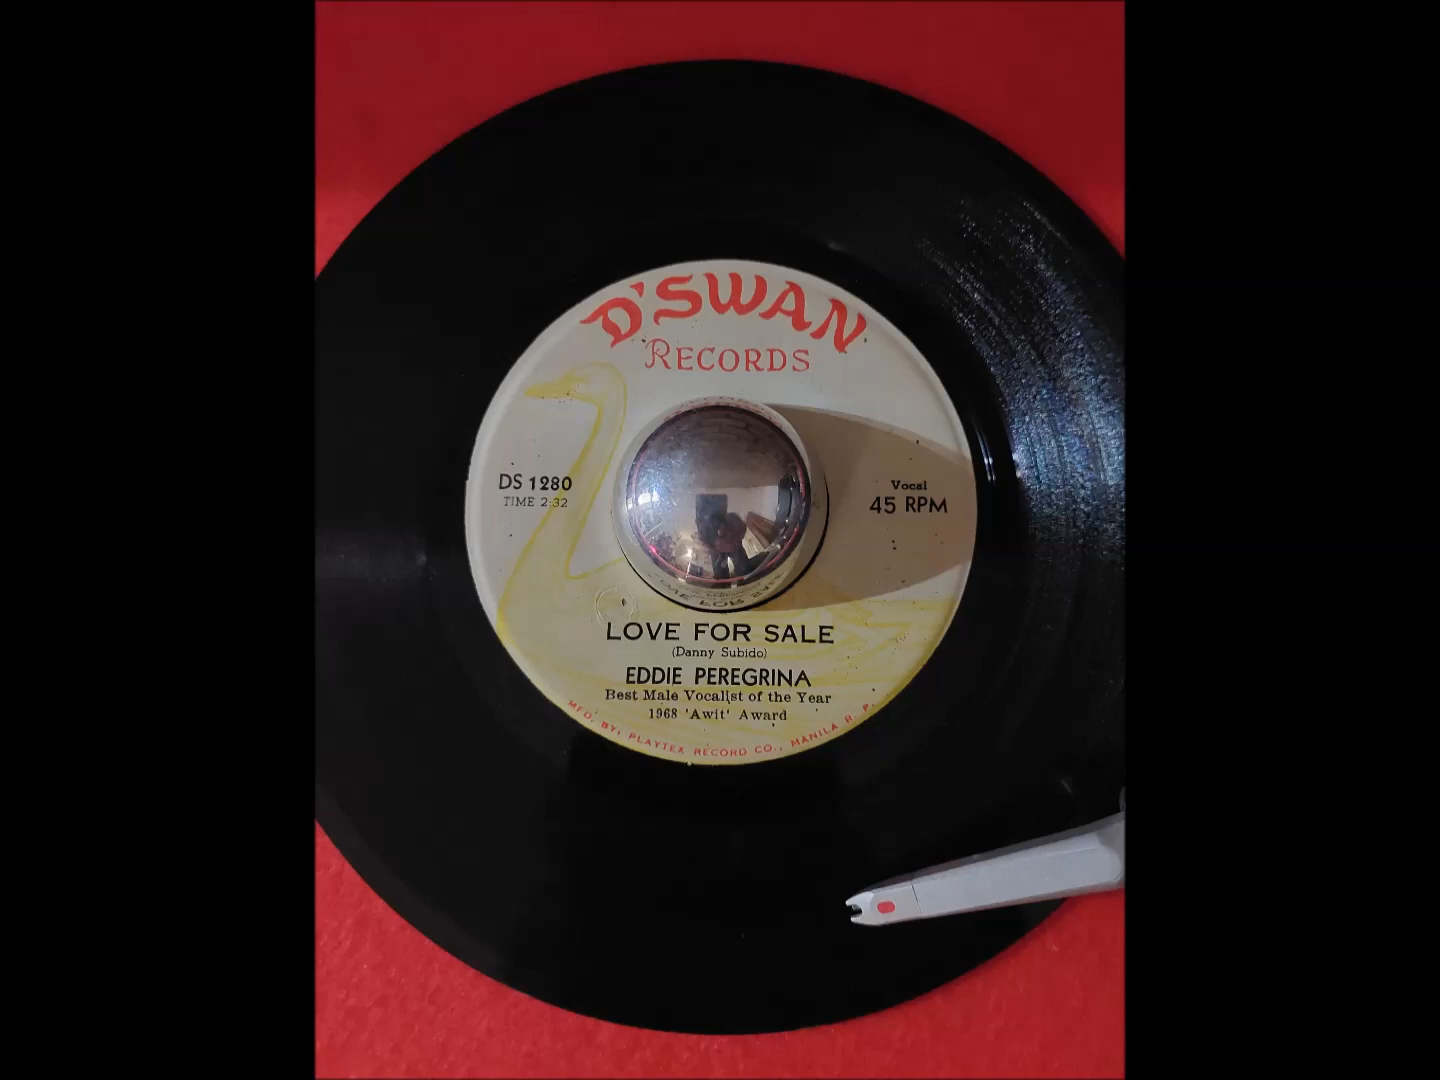 D'SWAN
RECORDS
DS 1280
TIME 2:32
Vocal
45 RPM
LOVE FOR SALE
(Danny Subido)
EDDIE PEREGRINA
Best Male Vocalist of the Year
1968 'Awit' Award
MFD. BY: PLAYTEX RECORD CO., MANILA R. P.